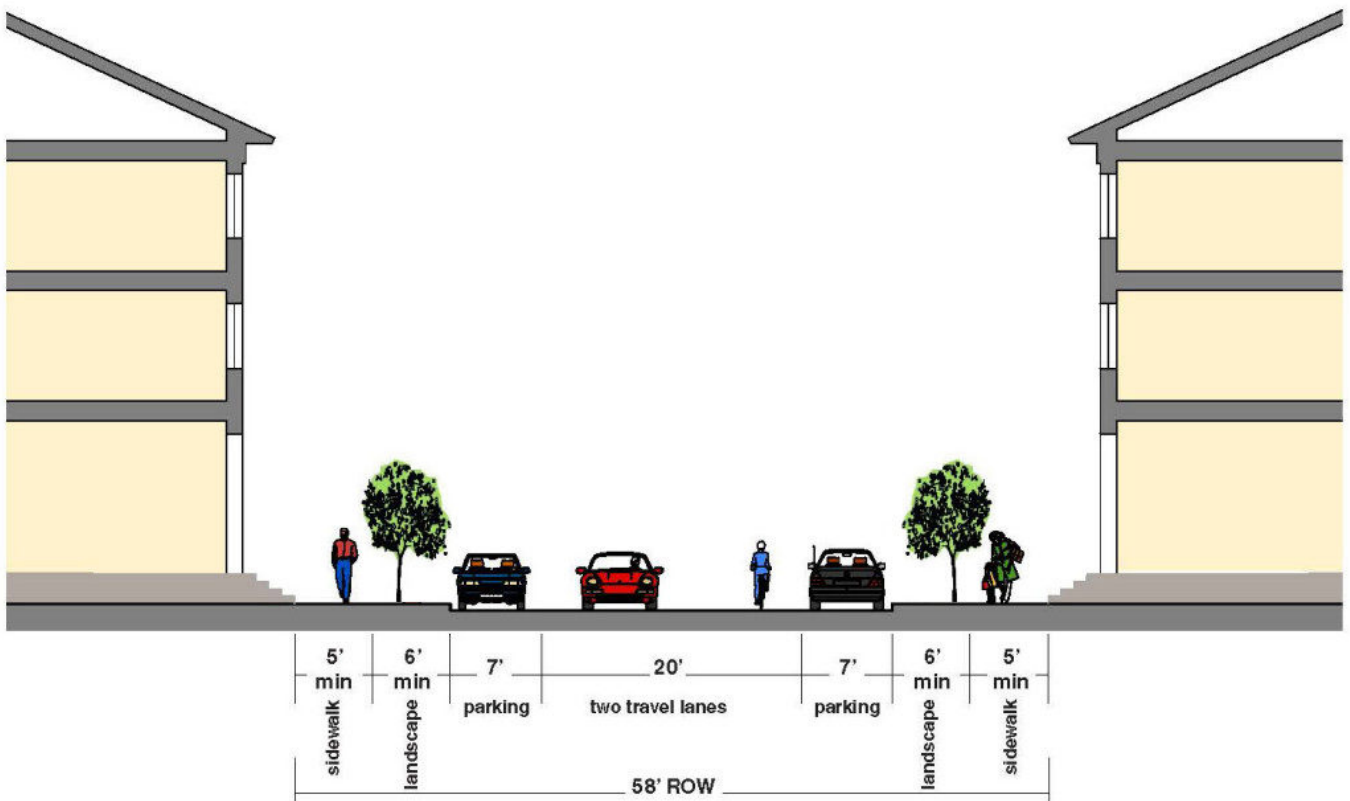 5' 6' 7' 20' 7' 6' 5'
min min min min
parking two travel lanes parking
sidewalk
landscape
landscape
sidewalk
58' ROW